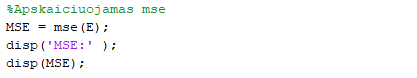 %Apskaiciuojamas mse
MSE = mse(E);
disp('MSE:' );
disp(MSE);